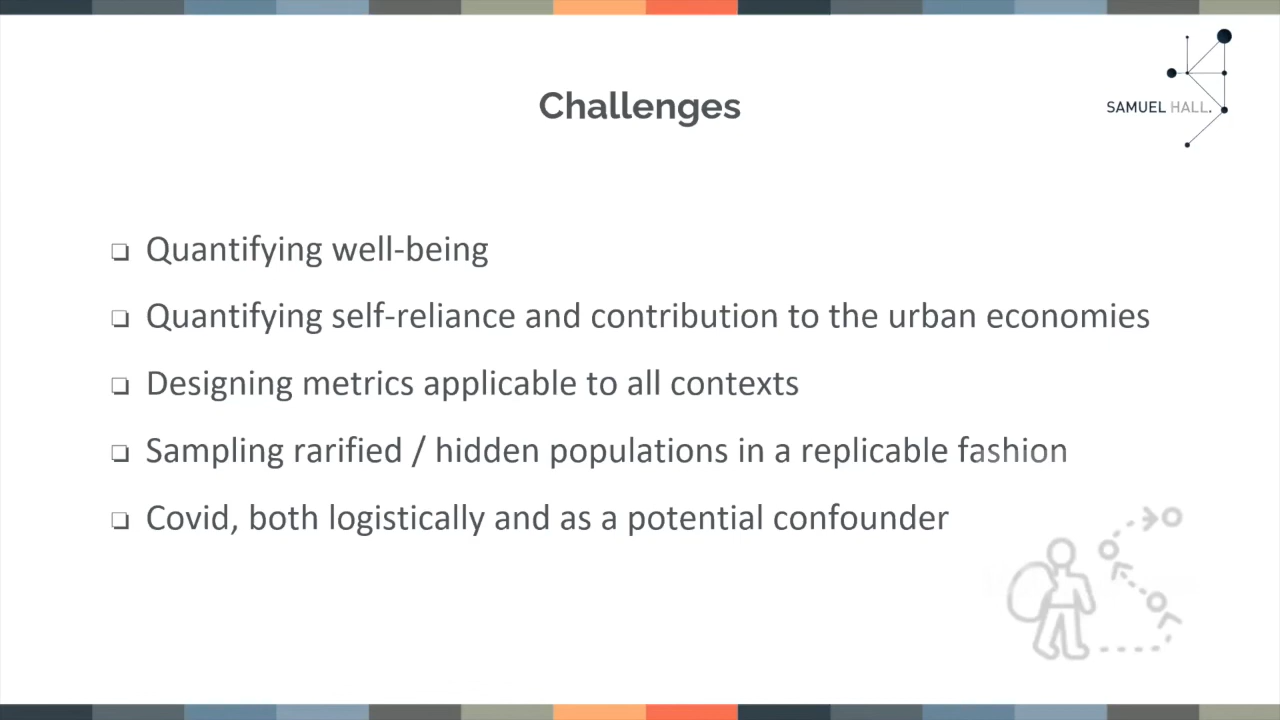 Challenges
SAMUEL HALL.
❏ Quantifying well-being
❏ Quantifying self-reliance and contribution to the urban economies
❏ Designing metrics applicable to all contexts
❏ Sampling rarified / hidden populations in a replicable fashion
❏ Covid, both logistically and as a potential confounder